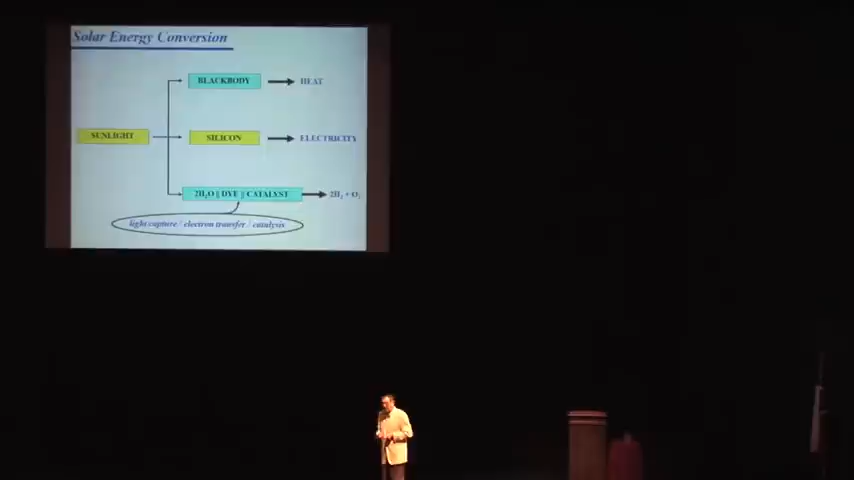 Solar Energy Conversion
BLACKBODY
HEAT
SUNLIGHT
SILICON
ELECTRICITY
2H₂O || DYE || CATALYST
2H₂ + O₂
light capture / electron transfer / catalysis